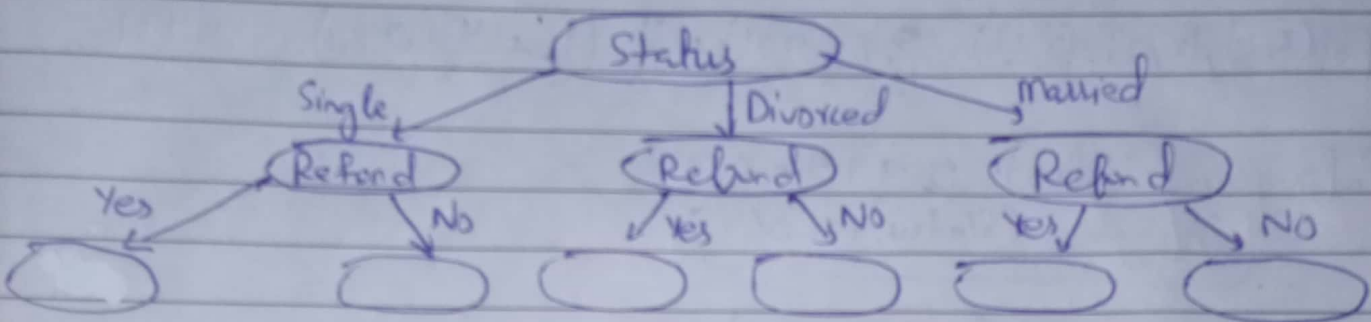 Status
Single Divorced Married
Refund Refund Refund
Yes No Yes No Yes No